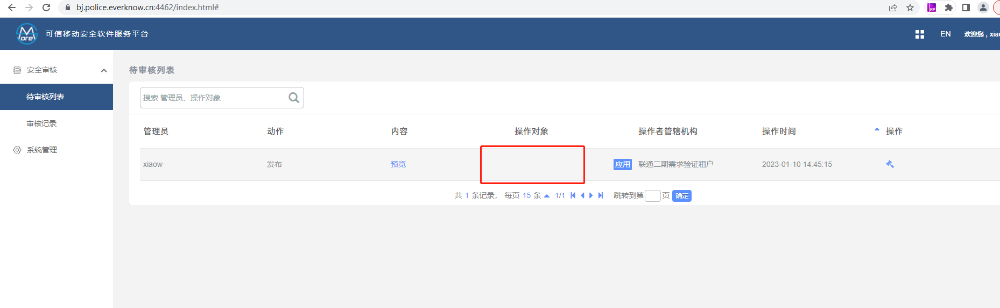 bj.police.everknow.cn:4462/index.html#
RP
More
可信移动安全软件服务平台
EN
欢迎您，xiao
安全审核
待审核列表
审核记录
系统管理
待审核列表
搜索 管理员、操作对象
管理员 动作 内容 操作对象 操作者管辖机构 操作时间 操作
xiaow 发布 预览 应用 联通二期需求验证租户 2023-01-10 14:45:15
共 1 条记录， 每页 15 条 1/1 跳转到第 页 确定